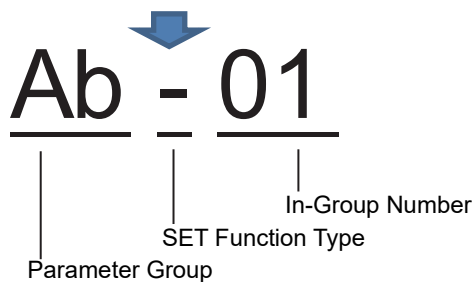 Ab - 01
In-Group Number
SET Function Type
Parameter Group